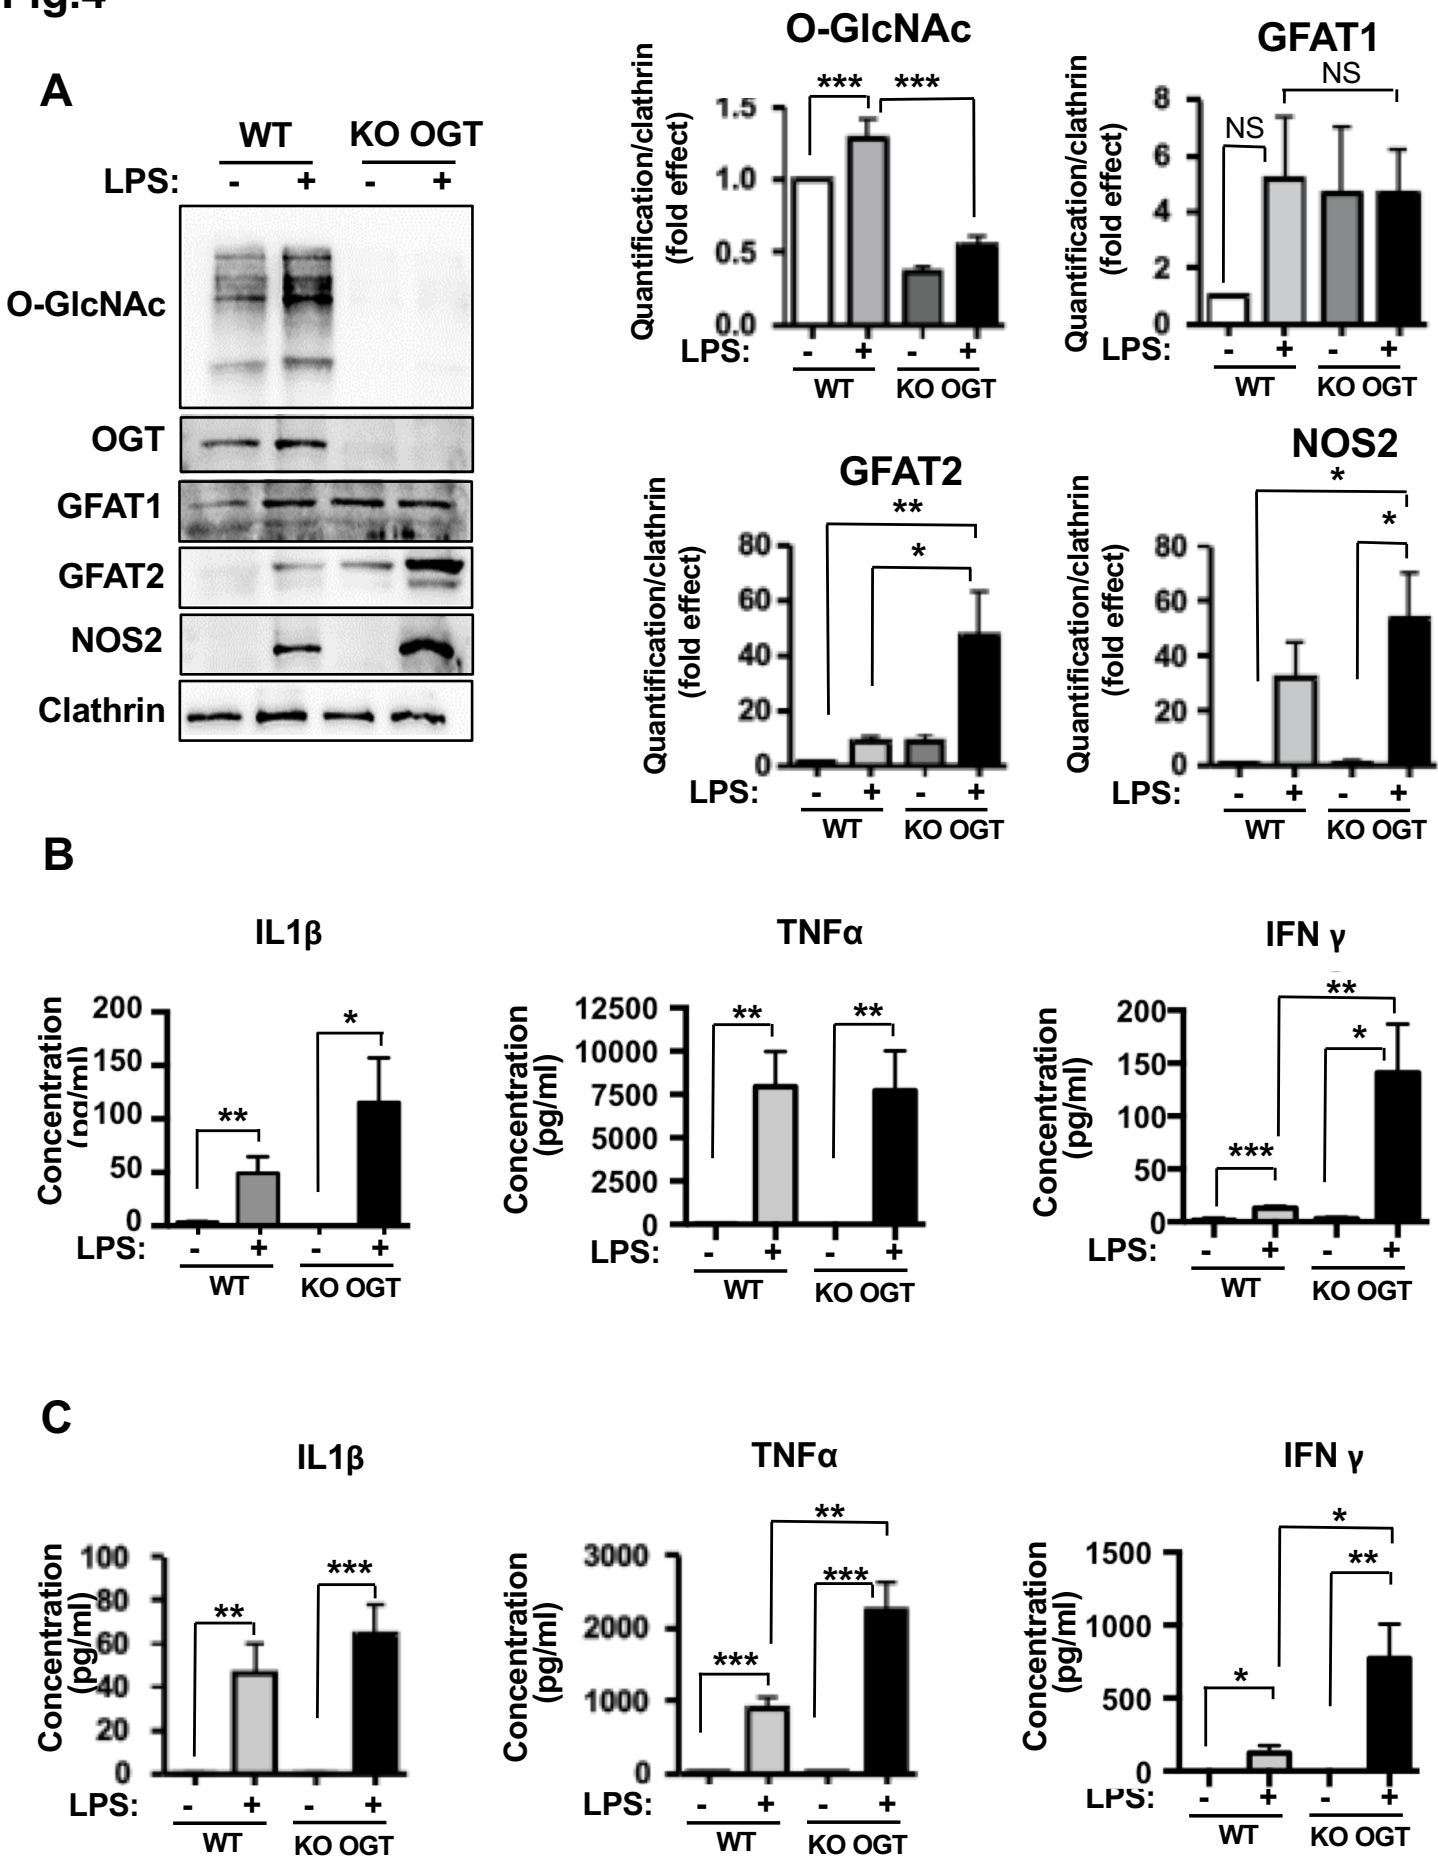 Fig.4
A
WT KO OGT
LPS: - + - +
O-GlcNAc
OGT
GFAT1
GFAT2
NOS2
Clathrin
O-GlcNAc
Quantification/clathrin
(fold effect)
*** ***
1.5
1.0
0.5
0.0
LPS: - + - +
WT KO OGT
GFAT1
Quantification/clathrin
(fold effect)
NS
NS
8
6
4
2
0
LPS: - + - +
WT KO OGT
GFAT2
Quantification/clathrin
(fold effect)
**
*
80
60
40
20
0
LPS: - + - +
WT KO OGT
NOS2
Quantification/clathrin
(fold effect)
*
*
80
60
40
20
0
LPS: - + - +
WT KO OGT
B
IL1β
Concentration
(pg/ml)
200
150
100
50
0
*
**
LPS: - + - +
WT KO OGT
TNFα
Concentration
(pg/ml)
12500
10000
7500
5000
2500
0
** **
LPS: - + - +
WT KO OGT
IFN γ
Concentration
(pg/ml)
200
150
100
50
0
**
*
***
LPS: - + - +
WT KO OGT
C
IL1β
Concentration
(pg/ml)
100
80
60
40
20
0
***
**
LPS: - + - +
WT KO OGT
TNFα
Concentration
(pg/ml)
3000
2000
1000
0
**
***
***
LPS: - + - +
WT KO OGT
IFN γ
Concentration
(pg/ml)
1500
1000
500
0
*
**
*
LPS: - + - +
WT KO OGT